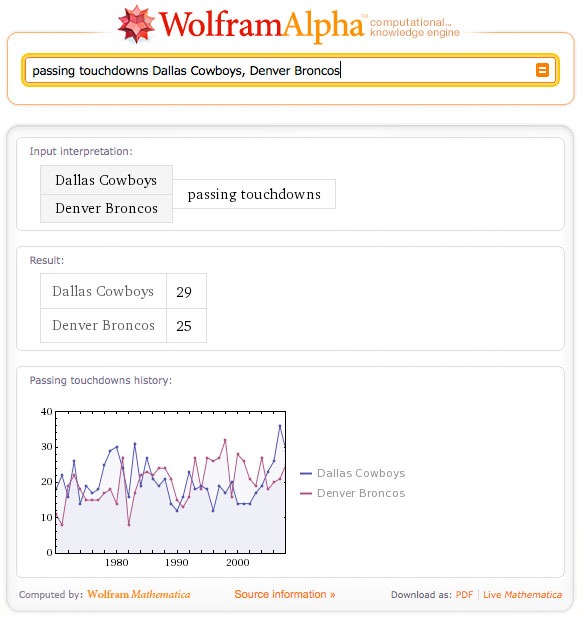 WolframAlpha™ computational...
knowledge engine
passing touchdowns Dallas Cowboys, Denver Broncos
Input interpretation:
Dallas Cowboys
passing touchdowns
Denver Broncos
Result:
Dallas Cowboys 29
Denver Broncos 25
Passing touchdowns history:
40
30
20
10
0
1980 1990 2000
Dallas Cowboys
Denver Broncos
Computed by: Wolfram Mathematica Source information » Download as: PDF | Live Mathematica